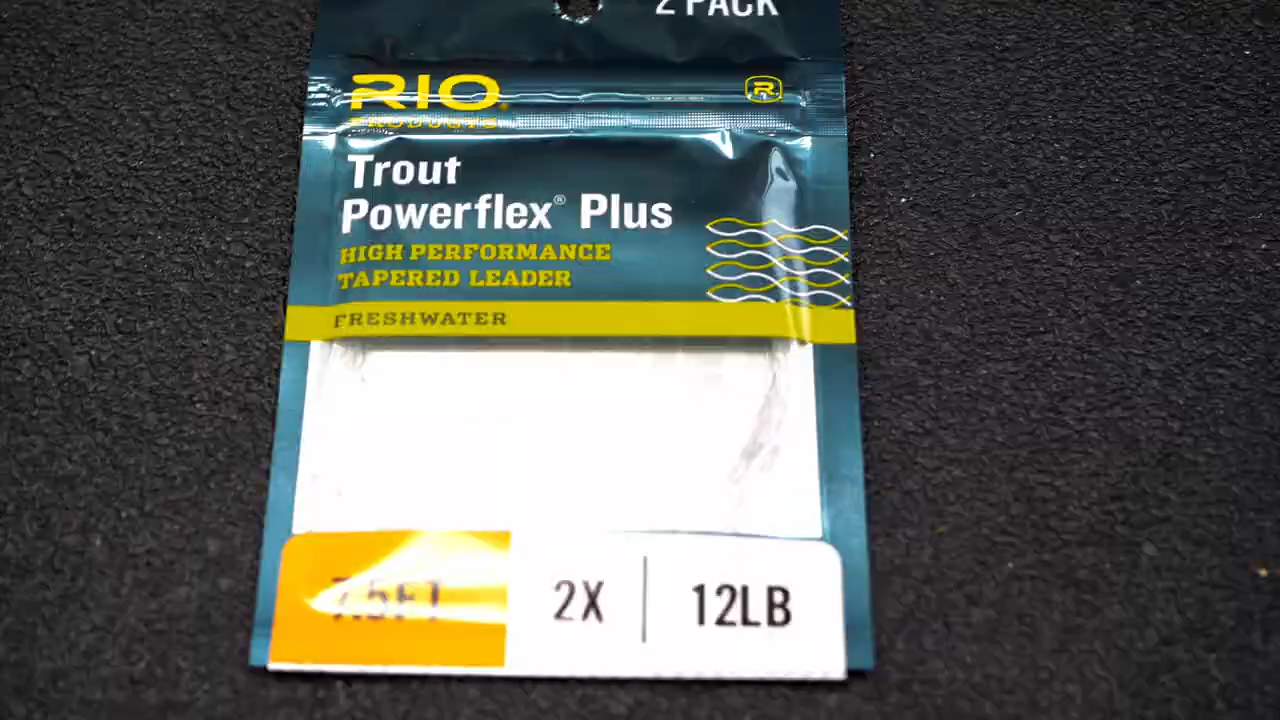 2 PACK
RIO
PRODUCTS
R
Trout
Powerflex® Plus
HIGH PERFORMANCE
TAPERED LEADER
FRESHWATER
7.5FT
2X | 12LB